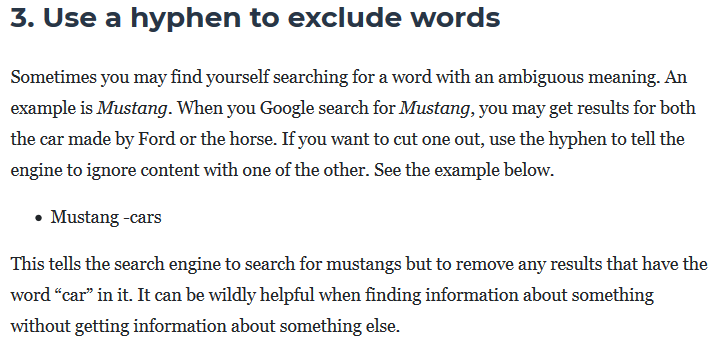 3. Use a hyphen to exclude words
Sometimes you may find yourself searching for a word with an ambiguous meaning. An
example is Mustang. When you Google search for Mustang, you may get results for both
the car made by Ford or the horse. If you want to cut one out, use the hyphen to tell the
engine to ignore content with one of the other. See the example below.
• Mustang -cars
This tells the search engine to search for mustangs but to remove any results that have the
word “car” in it. It can be wildly helpful when finding information about something
without getting information about something else.